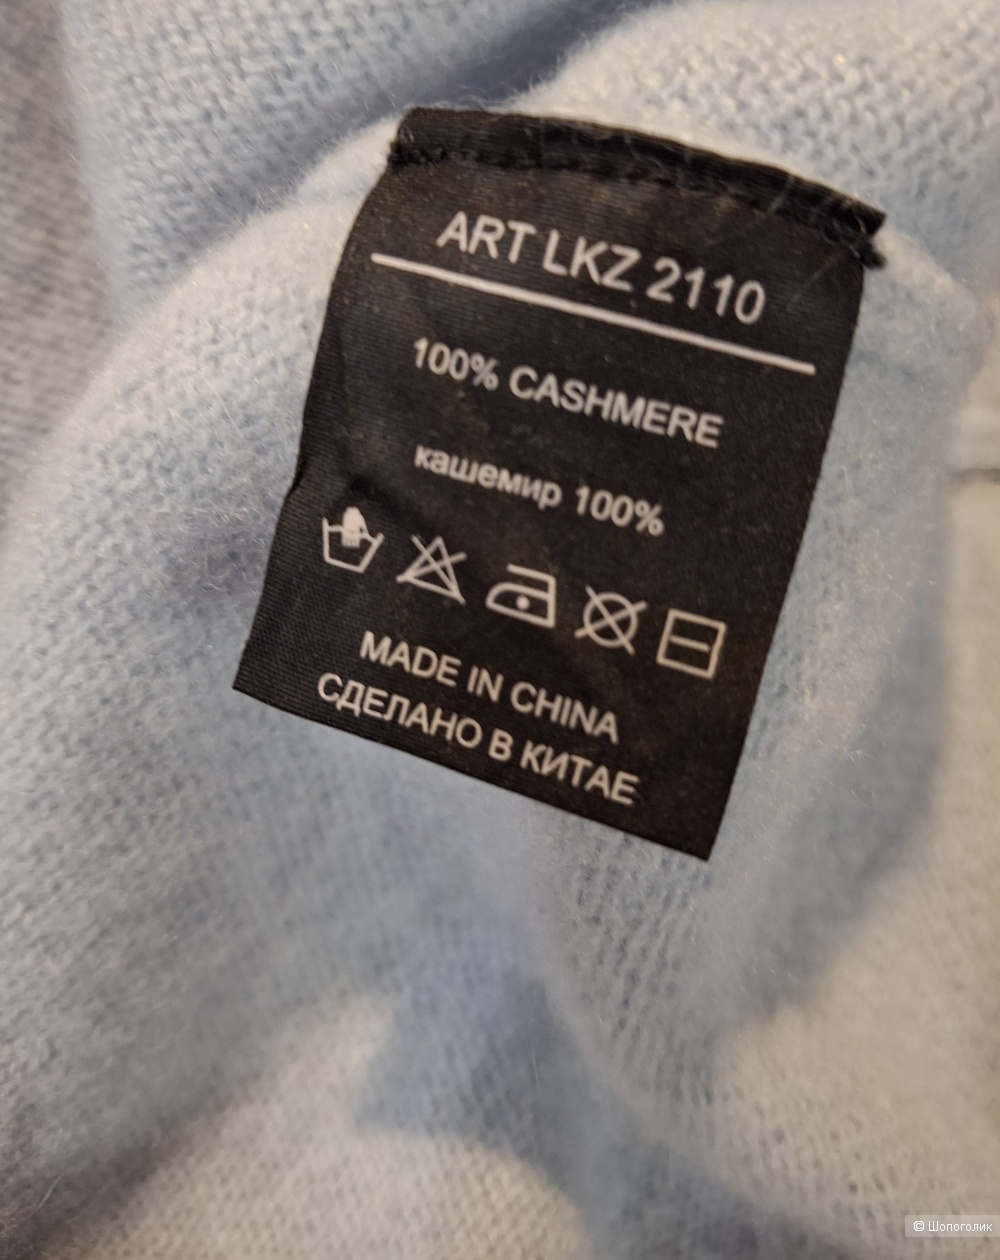 ART LKZ 2110
100% CASHMERE
кашемир 100%
MADE IN CHINA
СДЕЛАНО В КИТАЕ
© Шопоголик